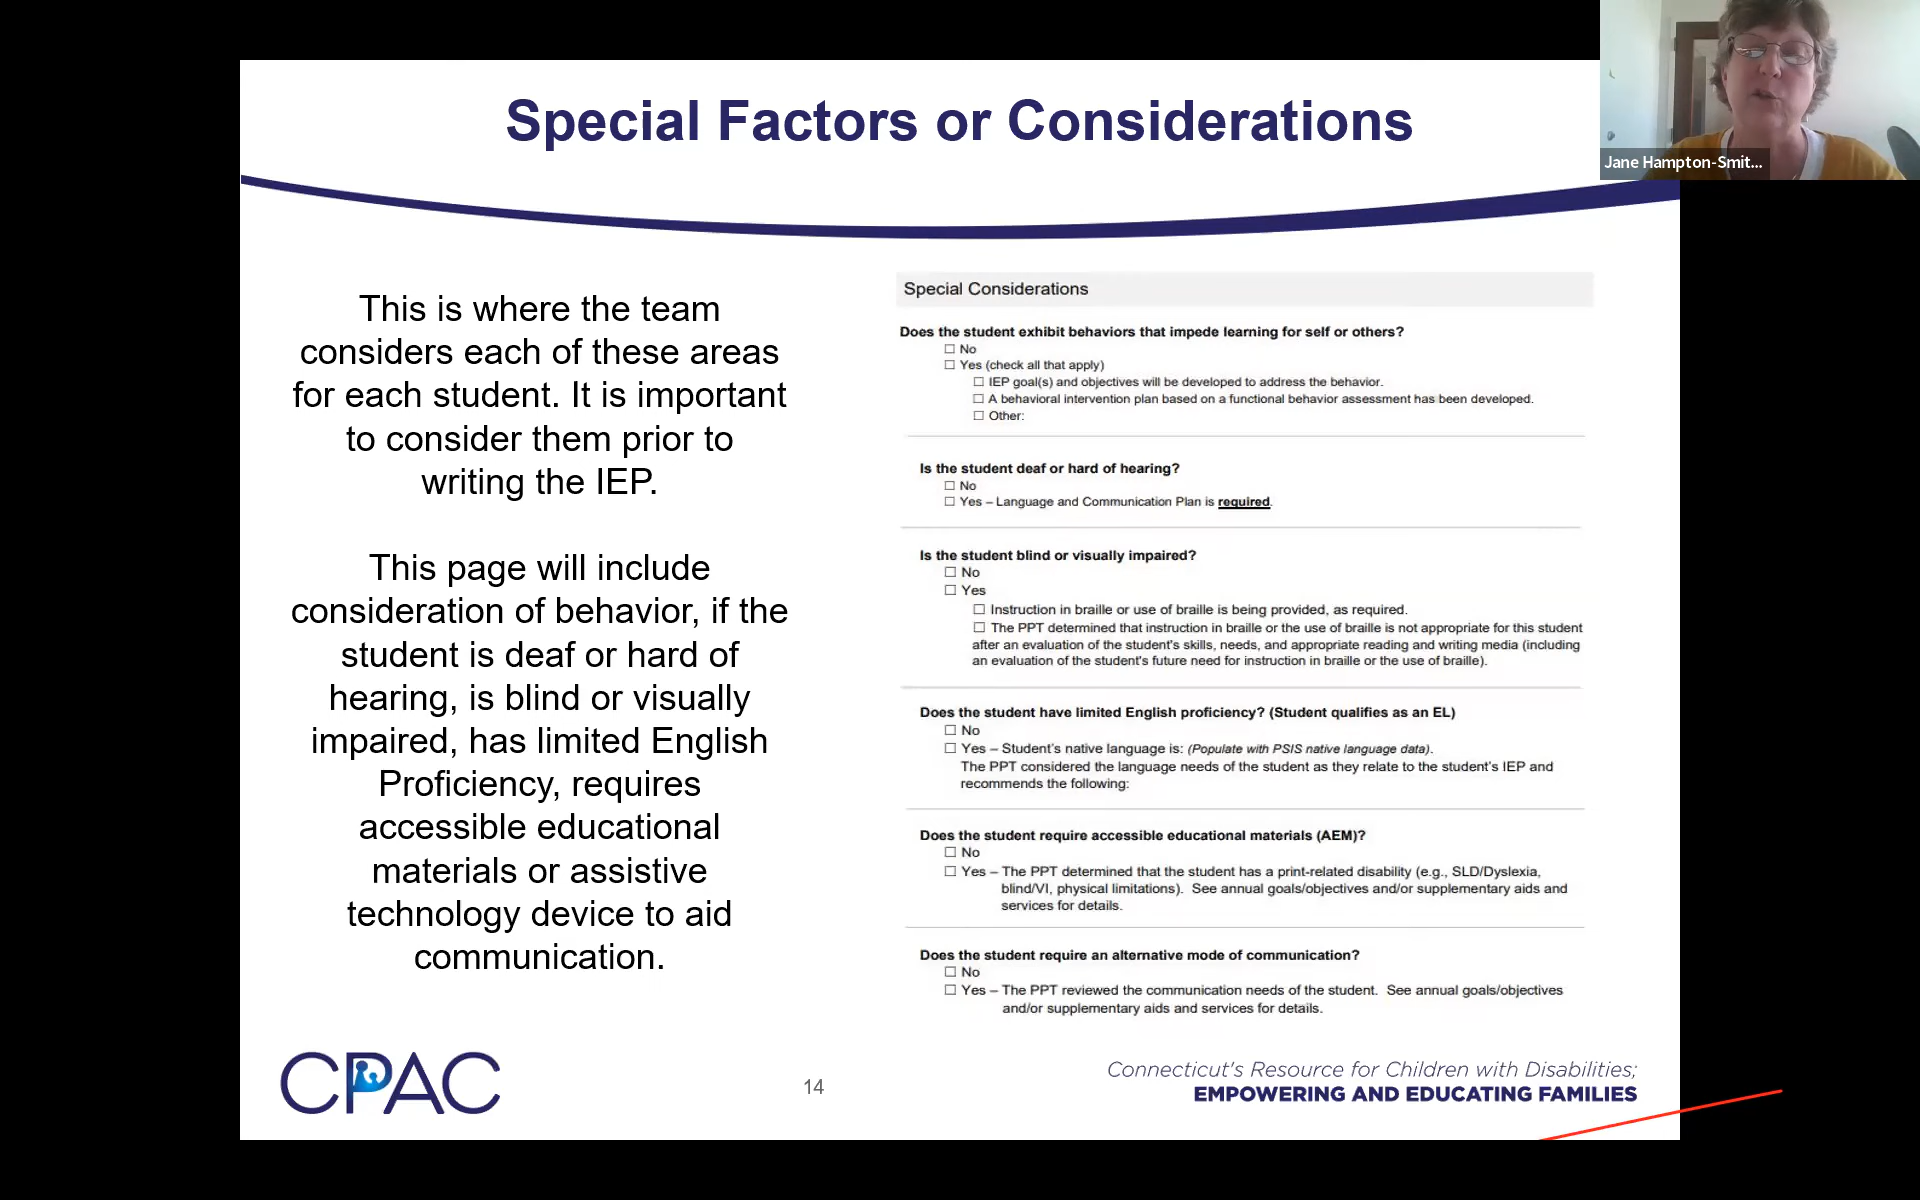 Special Factors or Considerations
Jane Hampton-Smit...
This is where the team
considers each of these areas
for each student. It is important
to consider them prior to
writing the IEP.
This page will include
consideration of behavior, if the
student is deaf or hard of
hearing, is blind or visually
impaired, has limited English
Proficiency, requires
accessible educational
materials or assistive
technology device to aid
communication.
Special Considerations
Does the student exhibit behaviors that impede learning for self or others?
☐ No
☐ Yes (check all that apply)
☐ IEP goal(s) and objectives will be developed to address the behavior.
☐ A behavioral intervention plan based on a functional behavior assessment has been developed.
☐ Other:
Is the student deaf or hard of hearing?
☐ No
☐ Yes – Language and Communication Plan is required.
Is the student blind or visually impaired?
☐ No
☐ Yes
☐ Instruction in braille or use of braille is being provided, as required.
☐ The PPT determined that instruction in braille or the use of braille is not appropriate for this student
after an evaluation of the student's skills, needs, and appropriate reading and writing media (including
an evaluation of the student's future need for instruction in braille or the use of braille).
Does the student have limited English proficiency? (Student qualifies as an EL)
☐ No
☐ Yes – Student's native language is: (Populate with PSIS native language data).
The PPT considered the language needs of the student as they relate to the student's IEP and
recommends the following:
Does the student require accessible educational materials (AEM)?
☐ No
☐ Yes – The PPT determined that the student has a print-related disability (e.g., SLD/Dyslexia,
blind/VI, physical limitations). See annual goals/objectives and/or supplementary aids and
services for details.
Does the student require an alternative mode of communication?
☐ No
☐ Yes – The PPT reviewed the communication needs of the student. See annual goals/objectives
and/or supplementary aids and services for details.
CPAC
14
Connecticut's Resource for Children with Disabilities;
EMPOWERING AND EDUCATING FAMILIES